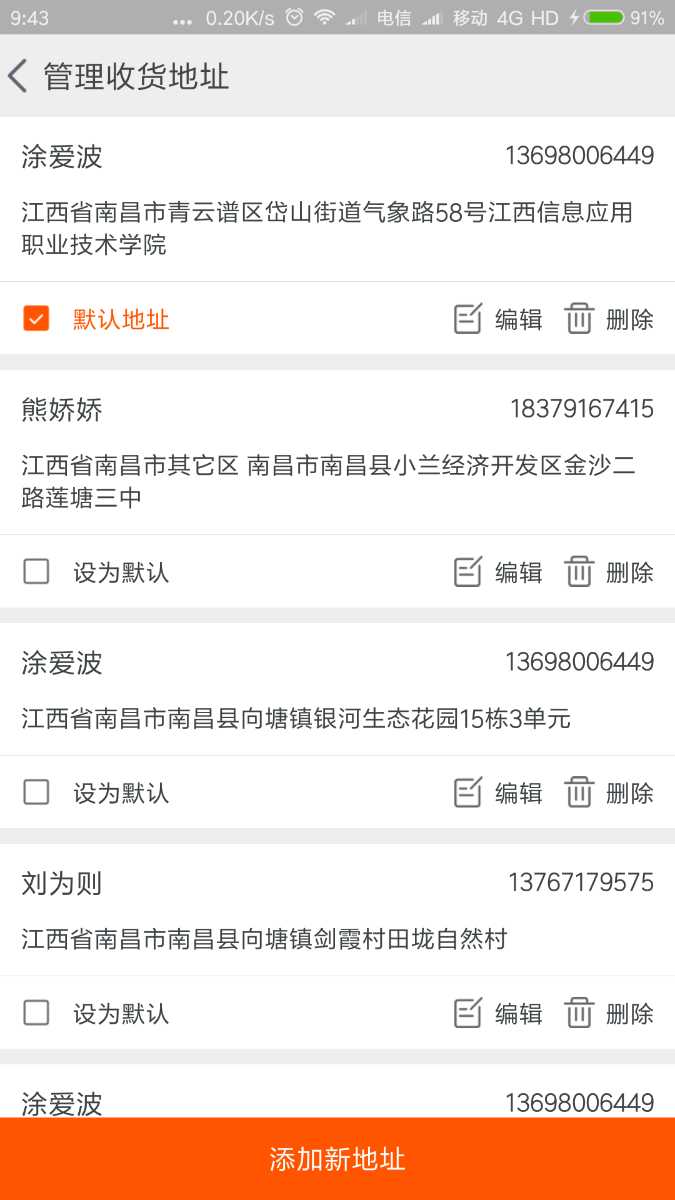 9:43 ... 0.20K/s 电信 移动 4G HD 91%
管理收货地址
涂爱波 13698006449
江西省南昌市青云谱区岱山街道气象路58号江西信息应用
职业技术学院
默认地址 编辑 删除
熊娇娇 18379167415
江西省南昌市其它区 南昌市南昌县小兰经济开发区金沙二
路莲塘三中
设为默认 编辑 删除
涂爱波 13698006449
江西省南昌市南昌县向塘镇银河生态花园15栋3单元
设为默认 编辑 删除
刘为则 13767179575
江西省南昌市南昌县向塘镇剑霞村田垅自然村
设为默认 编辑 删除
涂爱波 13698006449
添加新地址